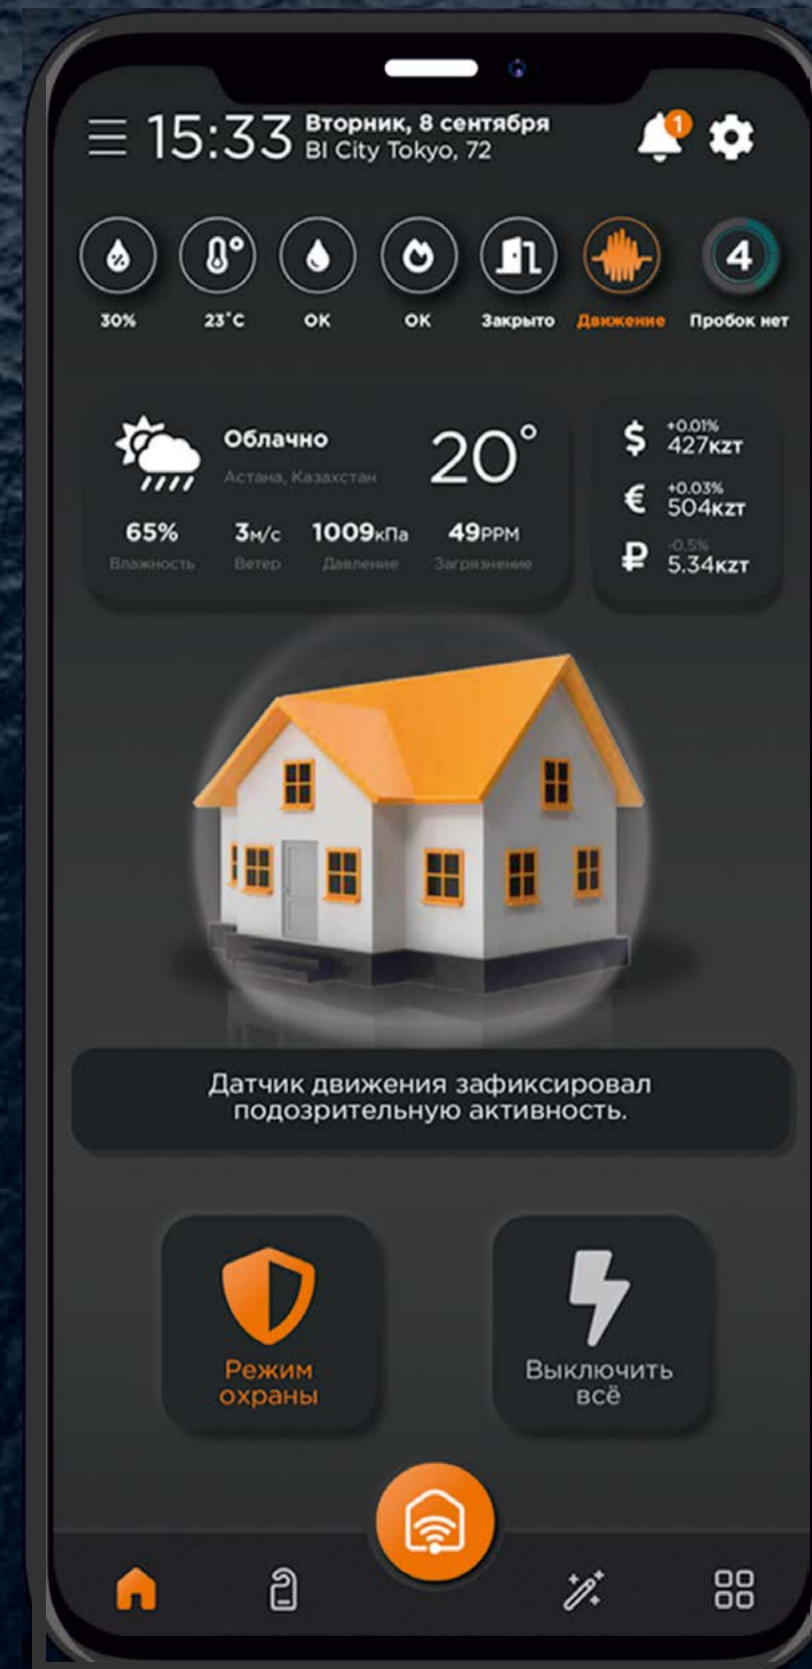 15:33
Вторник, 8 сентября
BI City Tokyo, 72
1
4
30%
23°C
ОК
ОК
Закрыто
Движение
Пробок нет
Облачно
Астана, Казахстан
20°
65%
3м/с
1009кПа
49PPM
Влажность
Ветер
Давление
Загрязнение
$
+0.01%
427KZT
€
+0.03%
504KZT
₽
-0.5%
5.34KZT
Датчик движения зафиксировал
подозрительную активность.
Режим
охраны
Выключить
всё